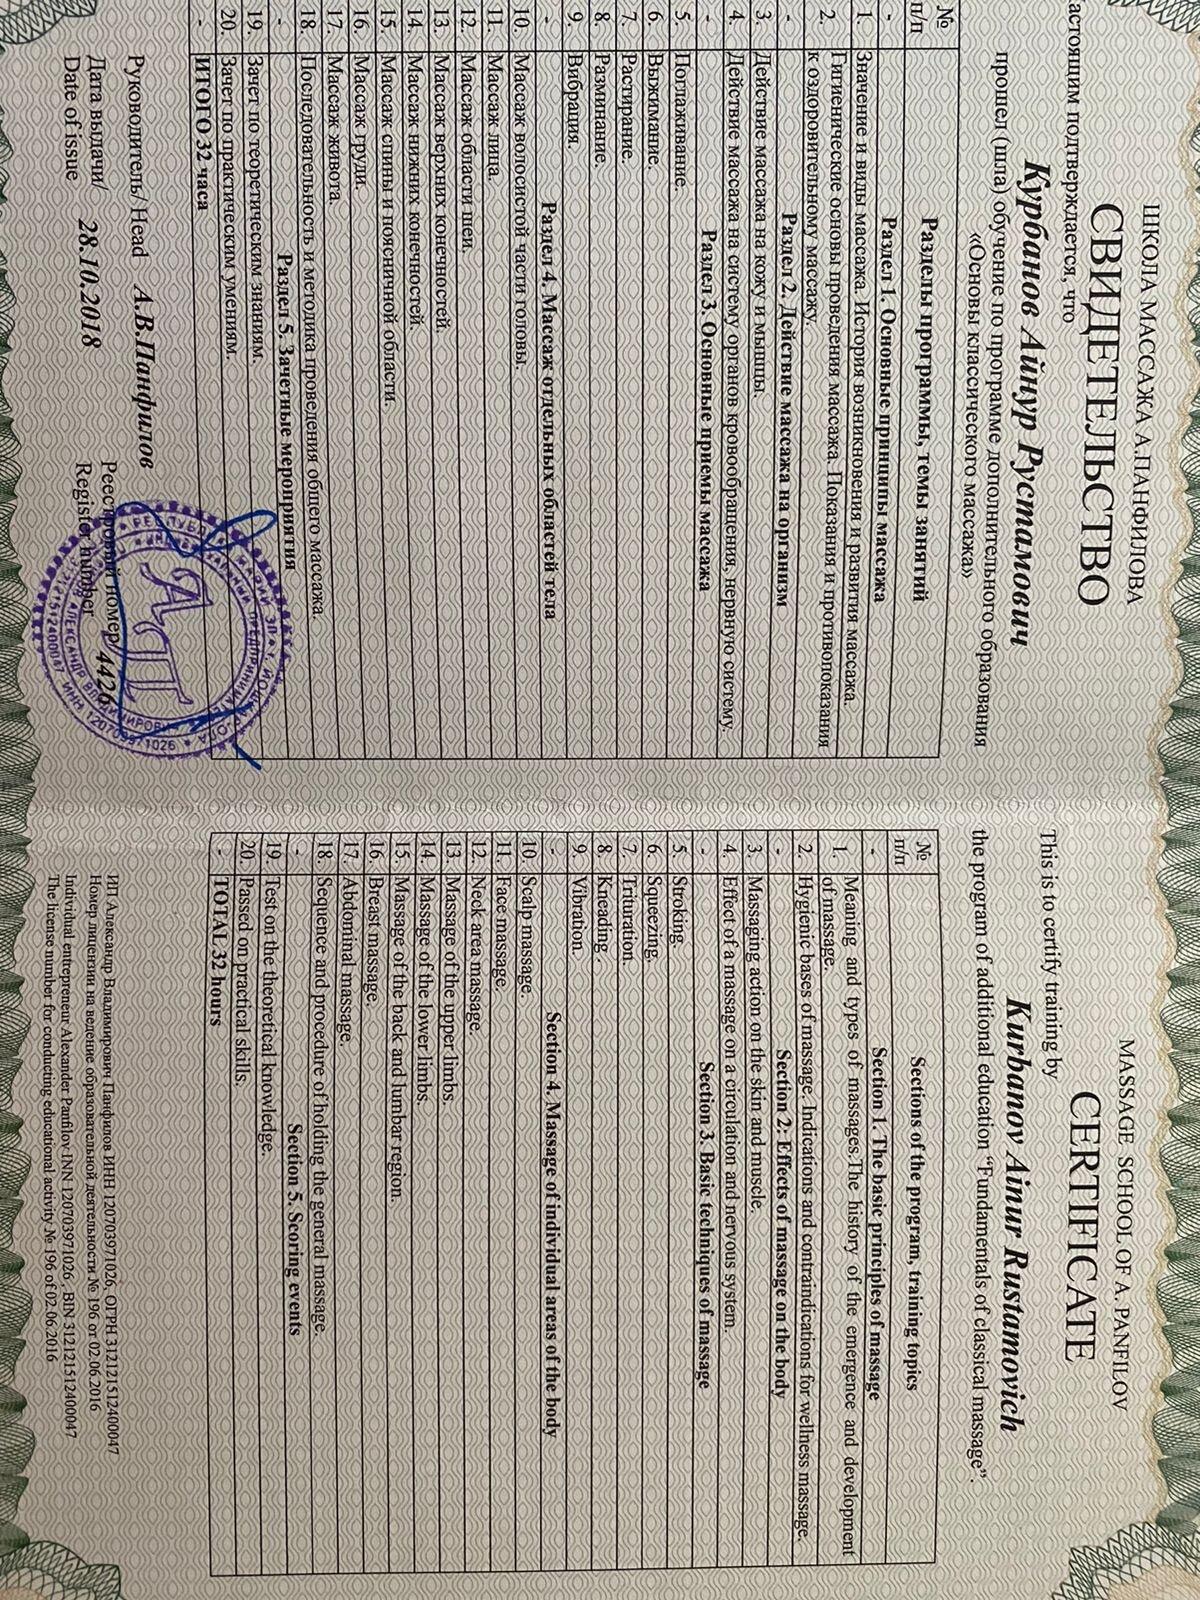 ШКОЛА МАССАЖА А.ПАНФИЛОВА
СВИДЕТЕЛЬСТВО
астоящим подтверждается, что
Курбанов Айнур Рустамович
прошел (шла) обучение по программе дополнительного образования
«Основы классического массажа»
№ п/п Разделы программы, темы занятий
- Раздел 1. Основные принципы массажа
1. Значение и виды массажа. История возникновения и развития массажа.
2. Гигиенические основы проведения массажа. Показания и противопоказания
к оздоровительному массажу.
- Раздел 2. Действие массажа на организм
3. Действие массажа на кожу и мышцы.
4. Действие массажа на систему органов кровообращения, нервную систему.
- Раздел 3. Основные приемы массажа
5. Поглаживание.
6. Выжимание.
7. Растирание.
8. Разминание.
9. Вибрация.
- Раздел 4. Массаж отдельных областей тела
10. Массаж волосистой части головы.
11. Массаж лица.
12. Массаж области шеи.
13. Массаж верхних конечностей.
14. Массаж нижних конечностей.
15. Массаж спины и поясничной области.
16. Массаж груди.
17. Массаж живота.
18. Последовательность и методика проведения общего массажа.
- Раздел 5. Зачетные мероприятия
19. Зачет по теоретическим знаниям.
20. Зачет по практическим умениям.
- ИТОГО 32 часа
Руководитель/ Head А.В.Панфилов
Дата выдачи/ Реестровый номер/ 4426
Date of issue 28.10.2018 Register number
АП
MASSAGE SCHOOL OF A. PANFILOV
CERTIFICATE
This is to certify training by
Kurbanov Ainur Rustamovich
the program of additional education “Fundamentals of classical massage”.
№ п/п Sections of the program, training topics
- Section 1. The basic principles of massage
1. Meaning and types of massages.The history of the emergence and development
of massage.
2. Hygienic bases of massage. Indications and contraindications for wellness massage.
- Section 2: Effects of massage on the body
3. Massaging action on the skin and muscle.
4. Effect of a massage on a circulation and nervous system.
- Section 3. Basic techniques of massage
5. Stroking.
6. Squeezing.
7. Trituration.
8. Kneading .
9. Vibration.
- Section 4. Massage of individual areas of the body
10. Scalp massage.
11. Face massage.
12. Neck area massage.
13. Massage of the upper limbs.
14. Massage of the lower limbs.
15. Massage of the back and lumbar region.
16. Breast massage.
17. Abdominal massage.
18. Sequence and procedure of holding the general massage.
- Section 5. Scoring events
19. Test on the theoretical knowledge.
20. Passed on practical skills.
- TOTAL 32 hours
ИП Александр Владимирович Панфилов ИНН 120703971026, ОГРН 312121512400047
Номер лицензии на ведение образовательной деятельности № 196 от 02.06.2016
Individual entrepreneur Alexander Panfilov INN 120703971026 , BIN 312121512400047
The license number for conducting educational activity № 196 of 02.06.2016